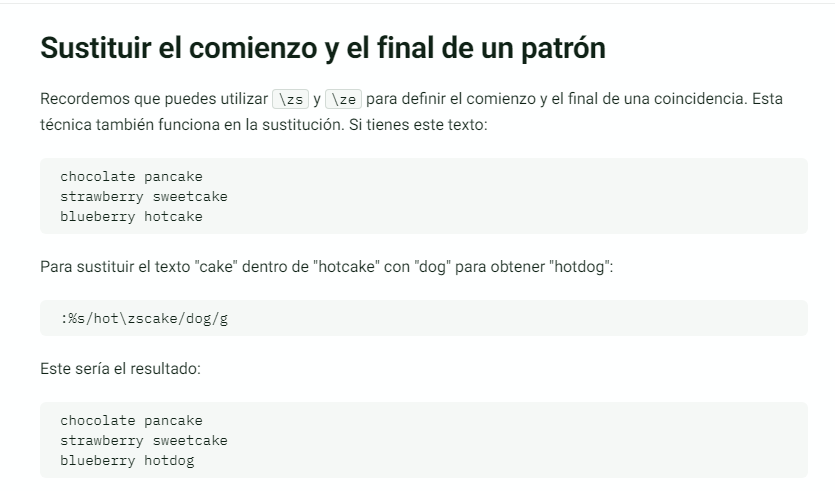 Sustituir el comienzo y el final de un patrón
Recordemos que puedes utilizar \zs y \ze para definir el comienzo y el final de una coincidencia. Esta
técnica también funciona en la sustitución. Si tienes este texto:
chocolate pancake
strawberry sweetcake
blueberry hotcake
Para sustituir el texto "cake" dentro de "hotcake" con "dog" para obtener "hotdog":
:%s/hot\zscake/dog/g
Este sería el resultado:
chocolate pancake
strawberry sweetcake
blueberry hotdog